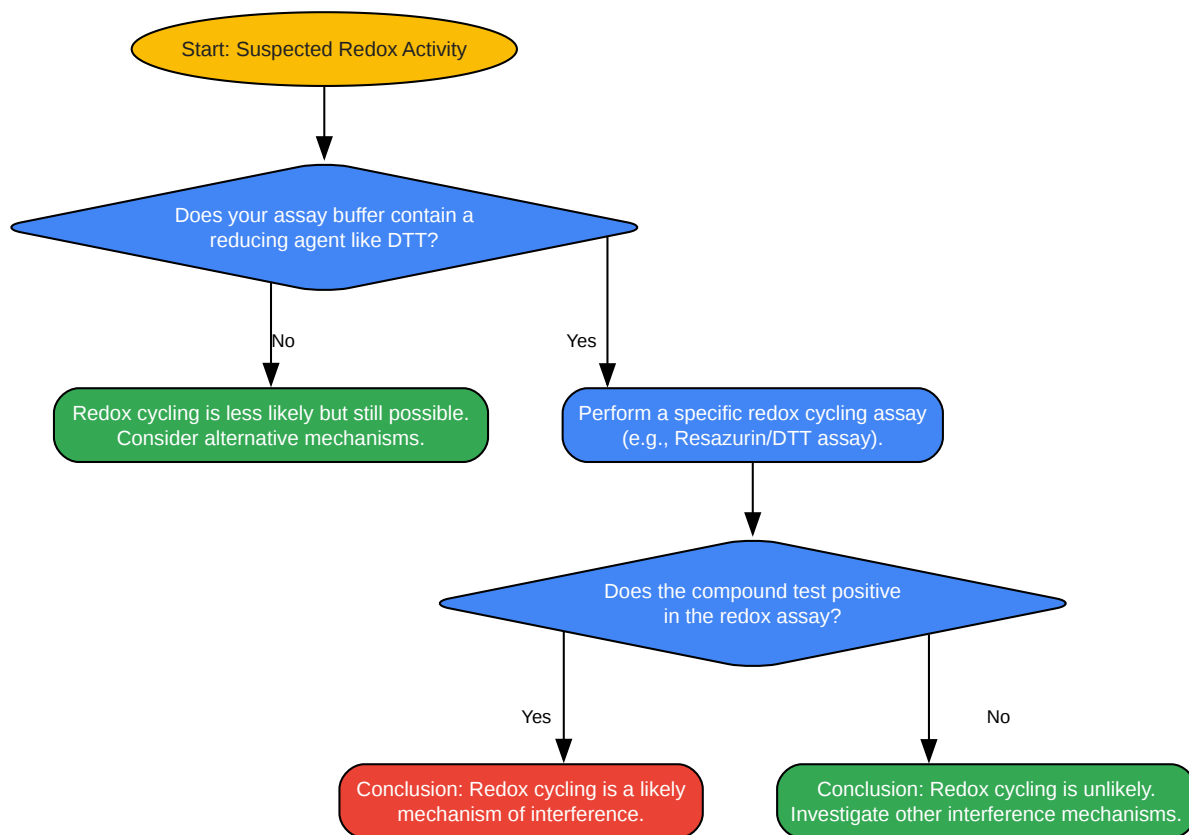 Start: Suspected Redox Activity
Does your assay buffer contain a
reducing agent like DTT?
No
Yes
Redox cycling is less likely but still possible.
Consider alternative mechanisms.
Perform a specific redox cycling assay
(e.g., Resazurin/DTT assay).
Does the compound test positive
in the redox assay?
Yes
No
Conclusion: Redox cycling is a likely
mechanism of interference.
Conclusion: Redox cycling is unlikely.
Investigate other interference mechanisms.